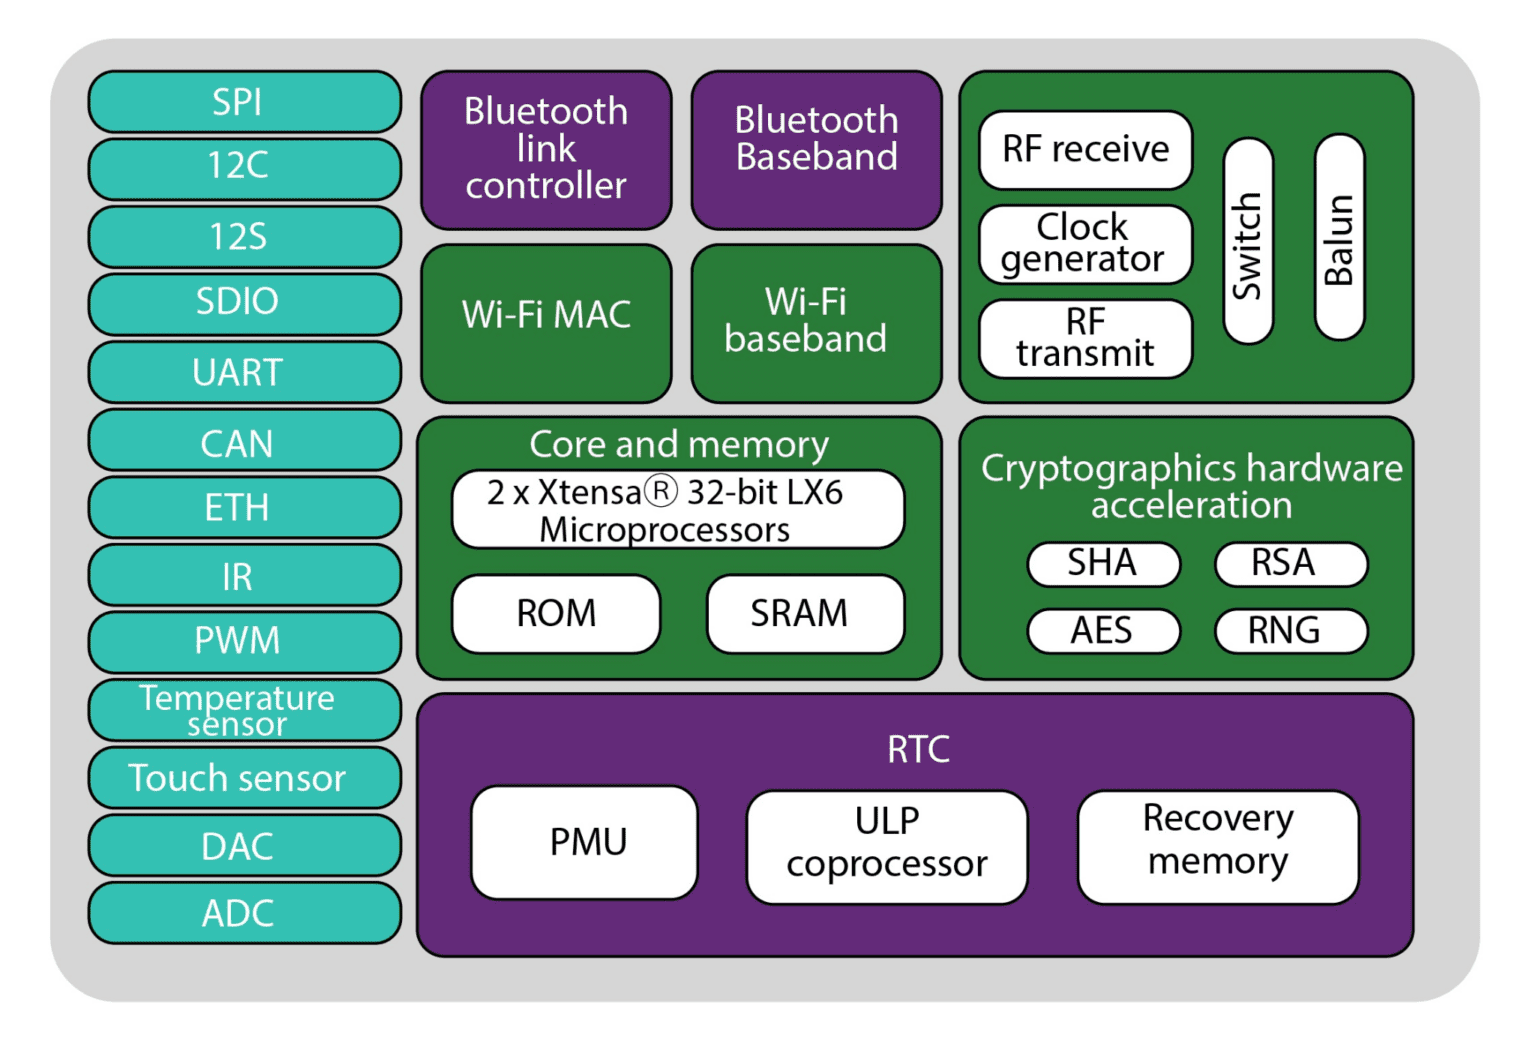 SPI
12C
12S
SDIO
UART
CAN
ETH
IR
PWM
Temperature
sensor
Touch sensor
DAC
ADC
Bluetooth
link
controller
Bluetooth
Baseband
Wi-Fi MAC
Wi-Fi
baseband
RF receive
Clock
generator
RF
transmit
Switch
Balun
Core and memory
2 x Xtensa® 32-bit LX6
Microprocessors
ROM
SRAM
Cryptographics hardware
acceleration
SHA
RSA
AES
RNG
RTC
PMU
ULP
coprocessor
Recovery
memory